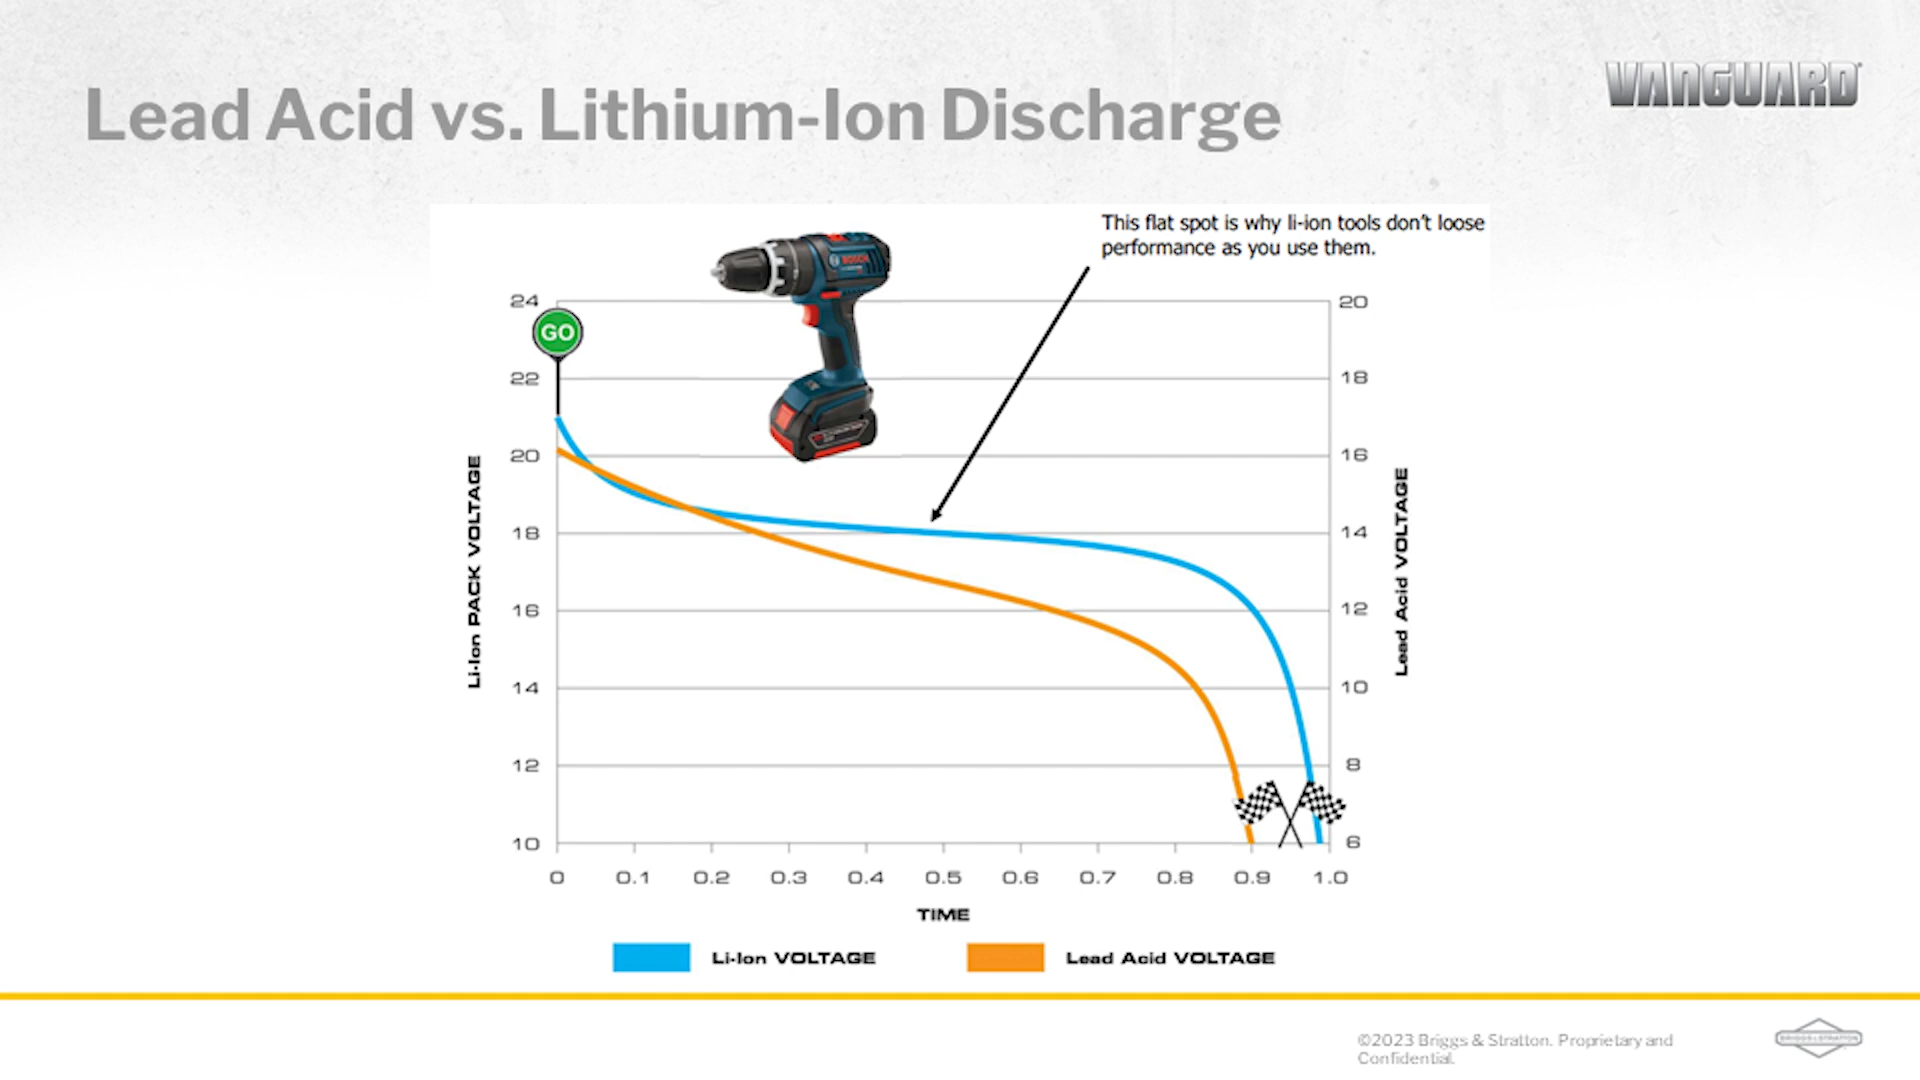 Lead Acid vs. Lithium-Ion Discharge
VANGUARD
This flat spot is why li-ion tools don't loose
performance as you use them.
BOSCH
GO
24
22
20
18
16
14
12
10
Li-Ion PACK VOLTAGE
20
18
16
14
12
10
8
6
Lead Acid VOLTAGE
0 0.1 0.2 0.3 0.4 0.5 0.6 0.7 0.8 0.9 1.0
TIME
Li-Ion VOLTAGE
Lead Acid VOLTAGE
©2023 Briggs & Stratton. Proprietary and
Confidential.
BRIGGS & STRATTON